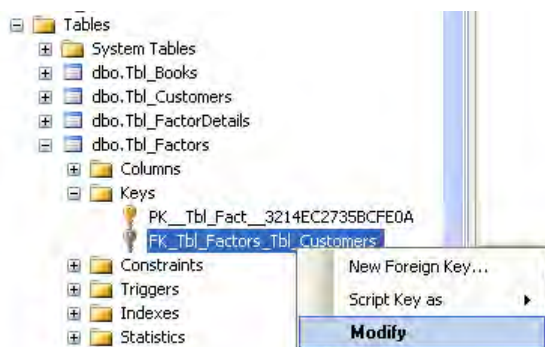 Tables
System Tables
dbo.Tbl_Books
dbo.Tbl_Customers
dbo.Tbl_FactorDetails
dbo.Tbl_Factors
Columns
Keys
PK__Tbl_Fact__3214EC2735BCFE0A
FK_Tbl_Factors_Tbl_Customers
Constraints
New Foreign Key...
Triggers
Script Key as
Indexes
Modify
Statistics